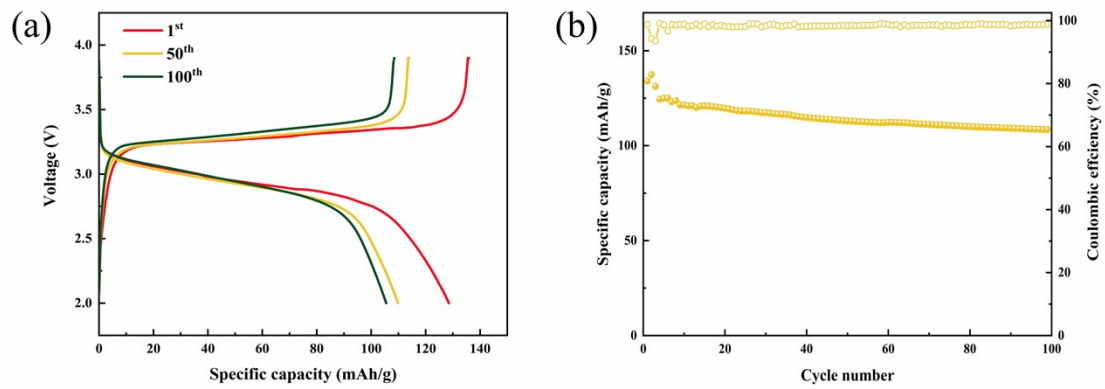 (a)
1st
50th
100th
4.0
3.5
3.0
2.5
2.0
Voltage (V)
0 20 40 60 80 100 120 140
Specific capacity (mAh/g)
(b)
150
100
50
0
Specific capacity (mAh/g)
100
80
60
40
20
0
Coulombic effciency (%)
0 20 40 60 80 100
Cycle number